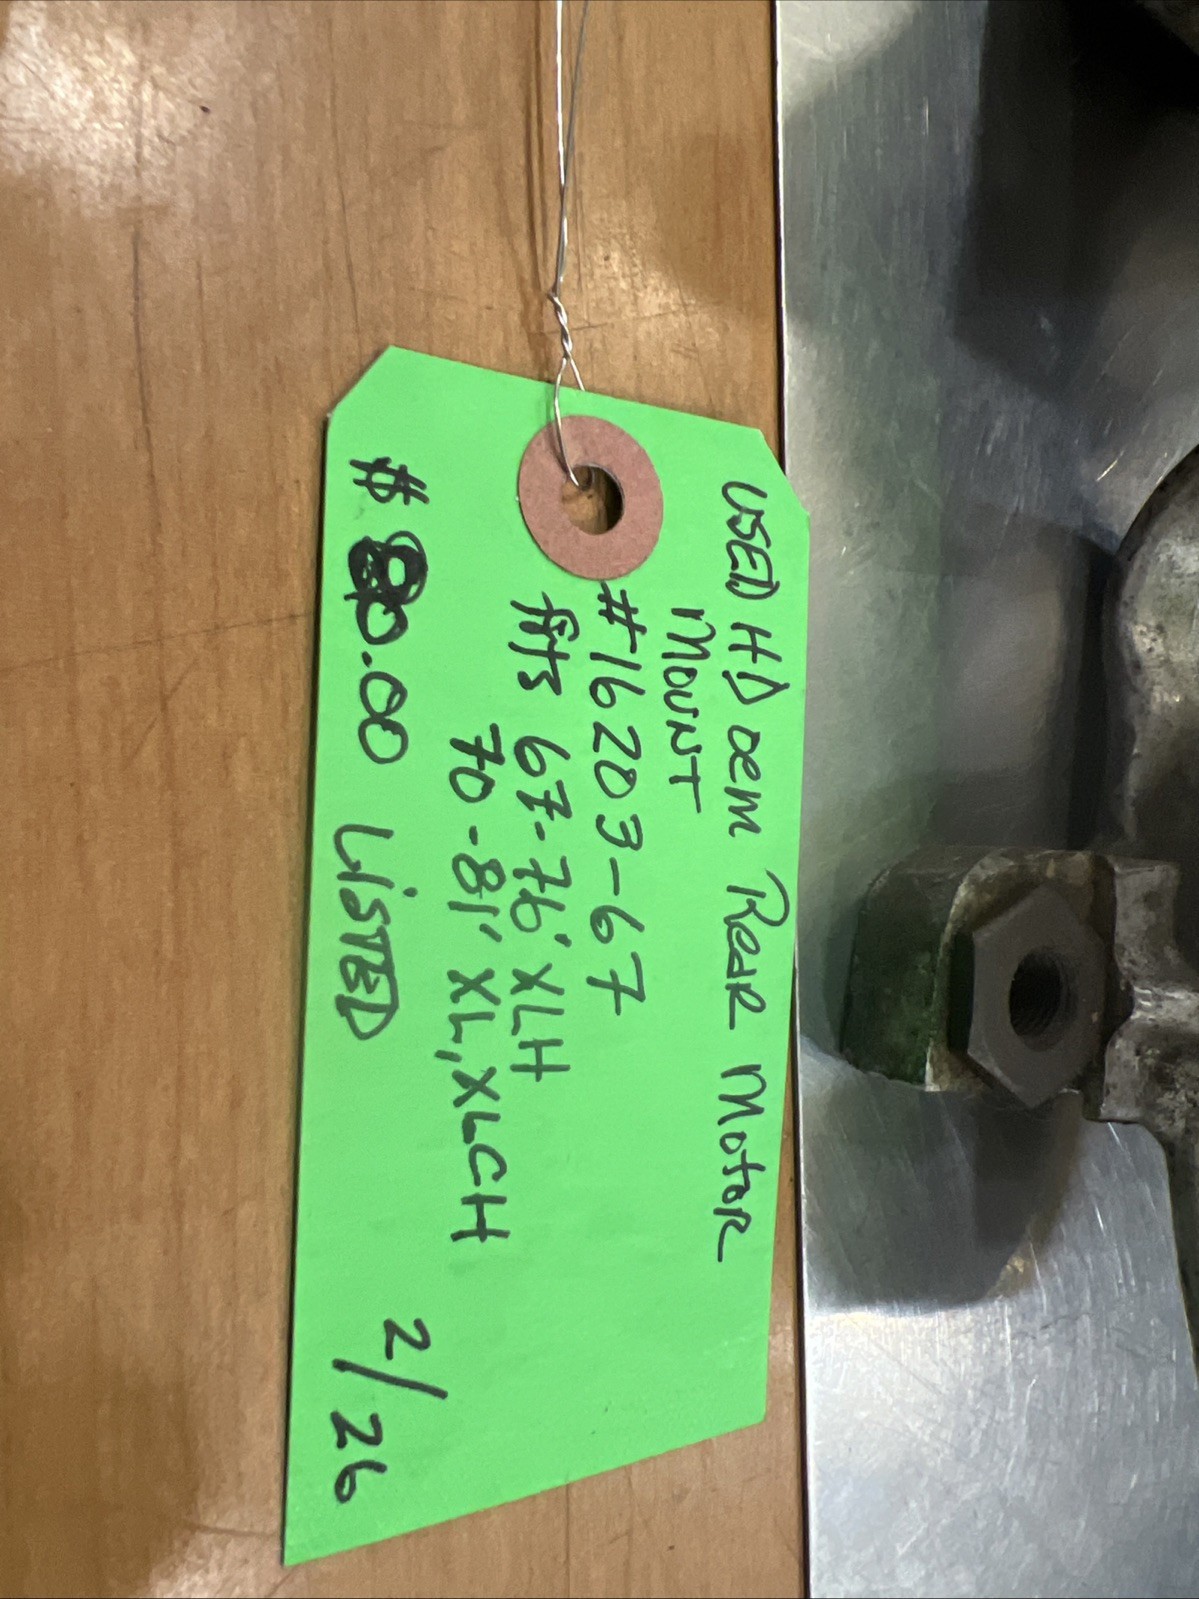 USED HD oem Rear Motor
Mount
#16203-67
fits 67-76' XLH
70-81' XL, XLCH
$80.00 LiSTED
2/26